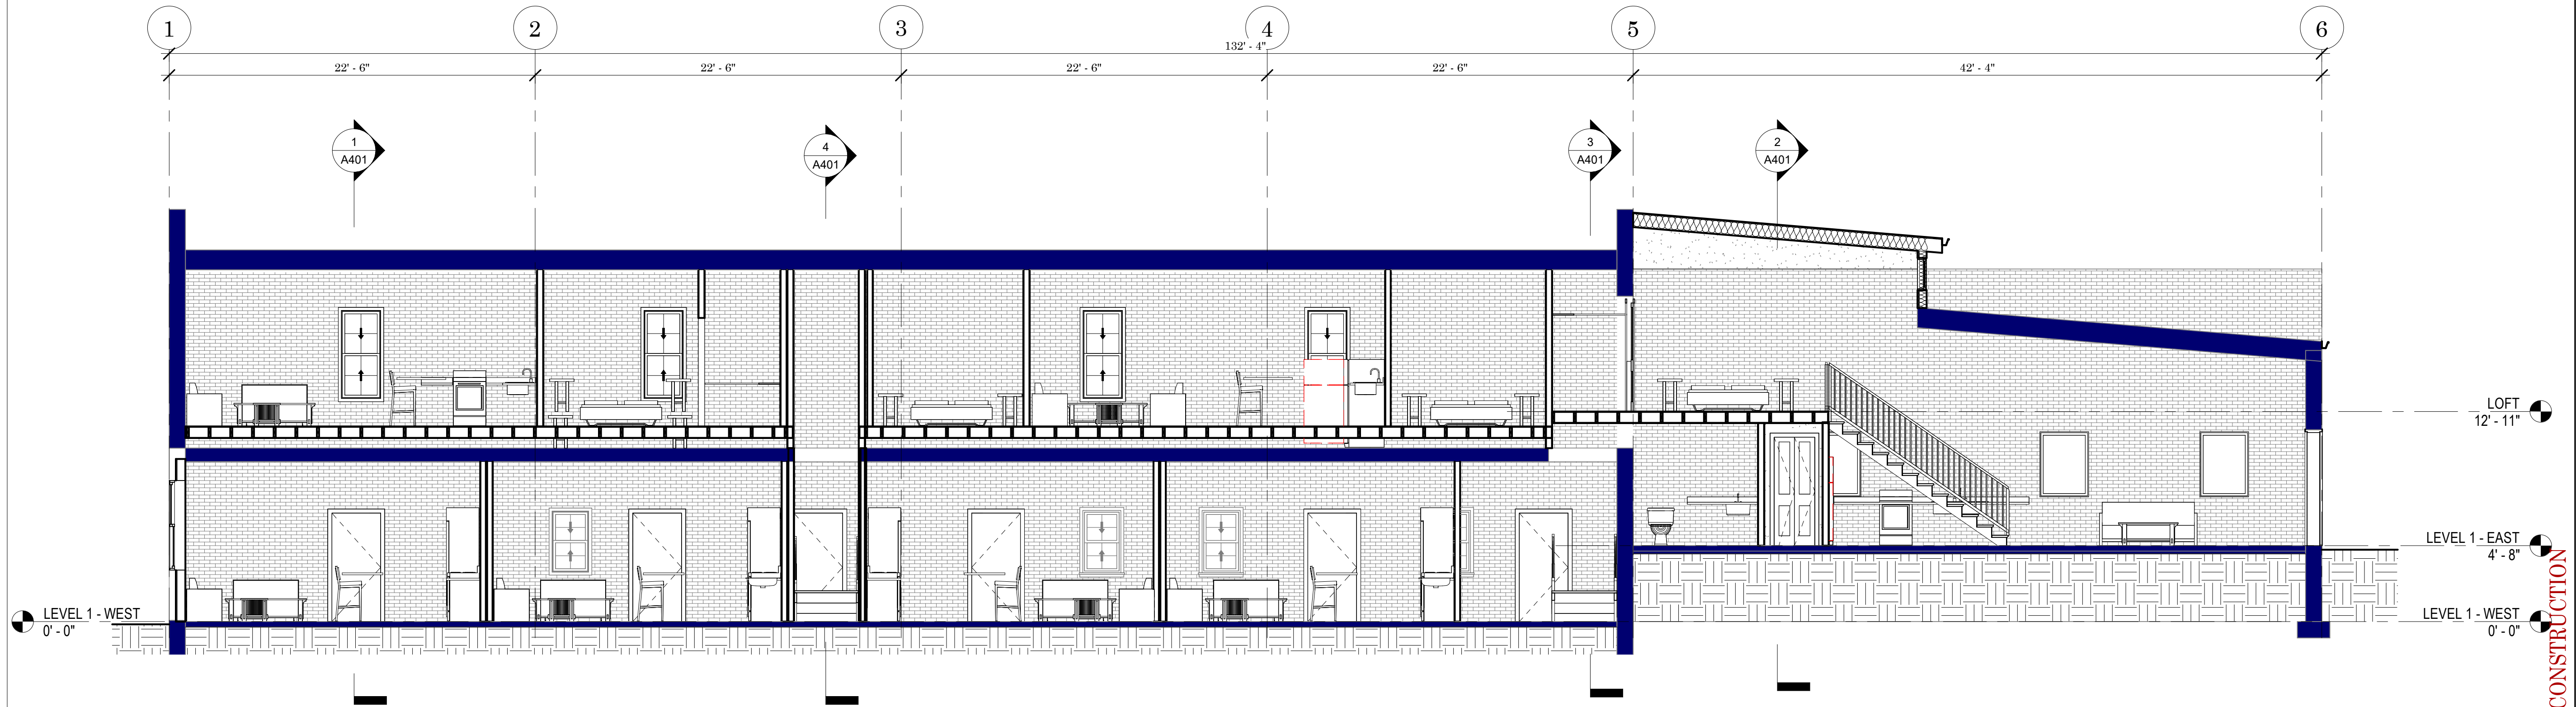 1
2
3
4
5
6
132' - 4"
22' - 6"
22' - 6"
22' - 6"
22' - 6"
42' - 4"
1
A401
4
A401
3
A401
2
A401
LOFT
12' - 11"
LEVEL 1 - EAST
4' - 8"
LEVEL 1 - WEST
0' - 0"
LEVEL 1 - WEST
0' - 0"
CONSTRUCTION